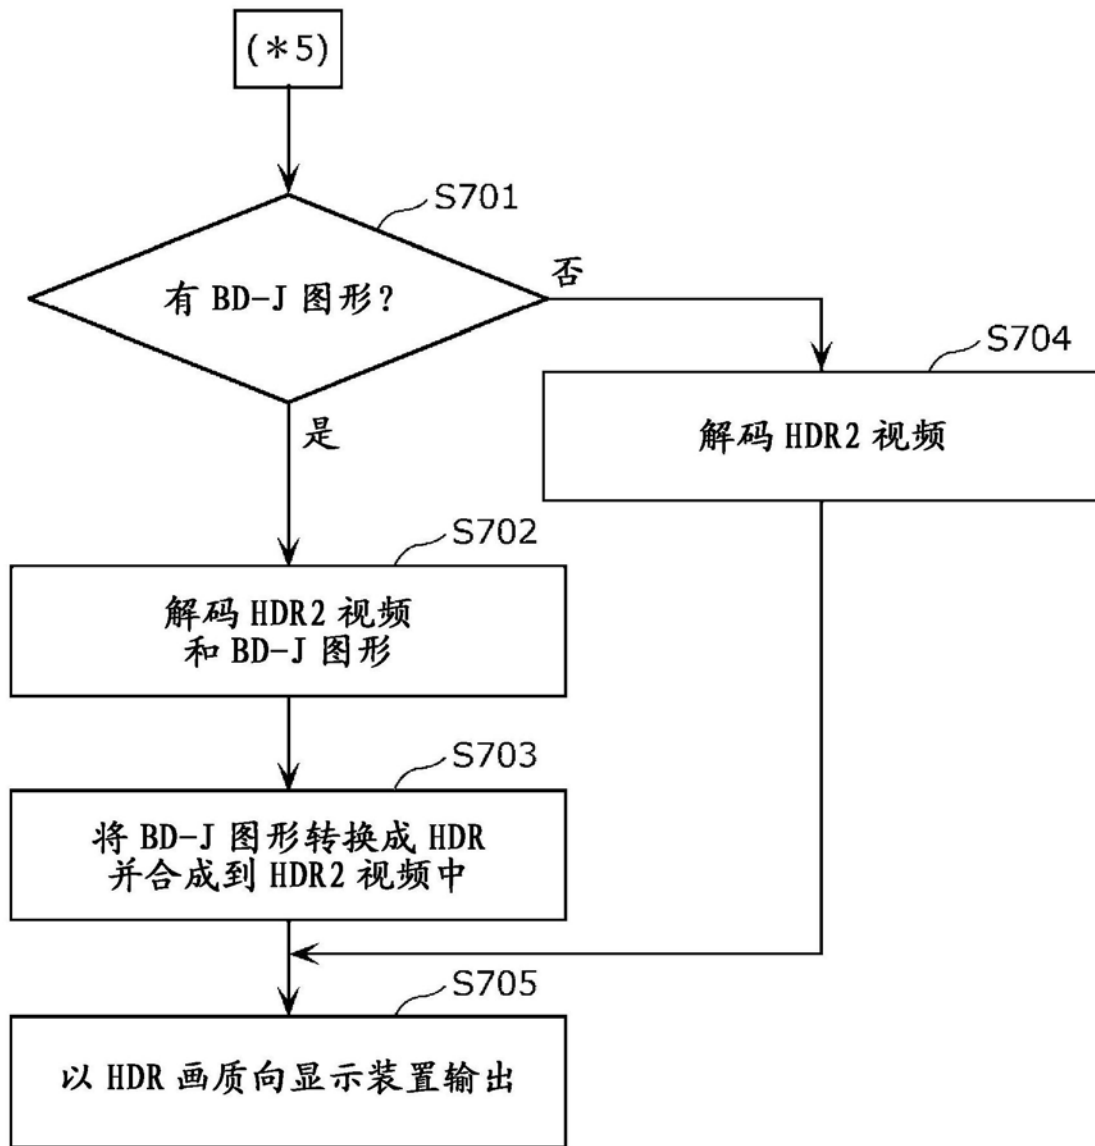 (*5)
S701
有 BD-J 图形?
否
是
S704
解码 HDR2 视频
S702
解码 HDR2 视频
和 BD-J 图形
S703
将 BD-J 图形转换成 HDR
并合成到 HDR2 视频中
S705
以 HDR 画质向显示装置输出